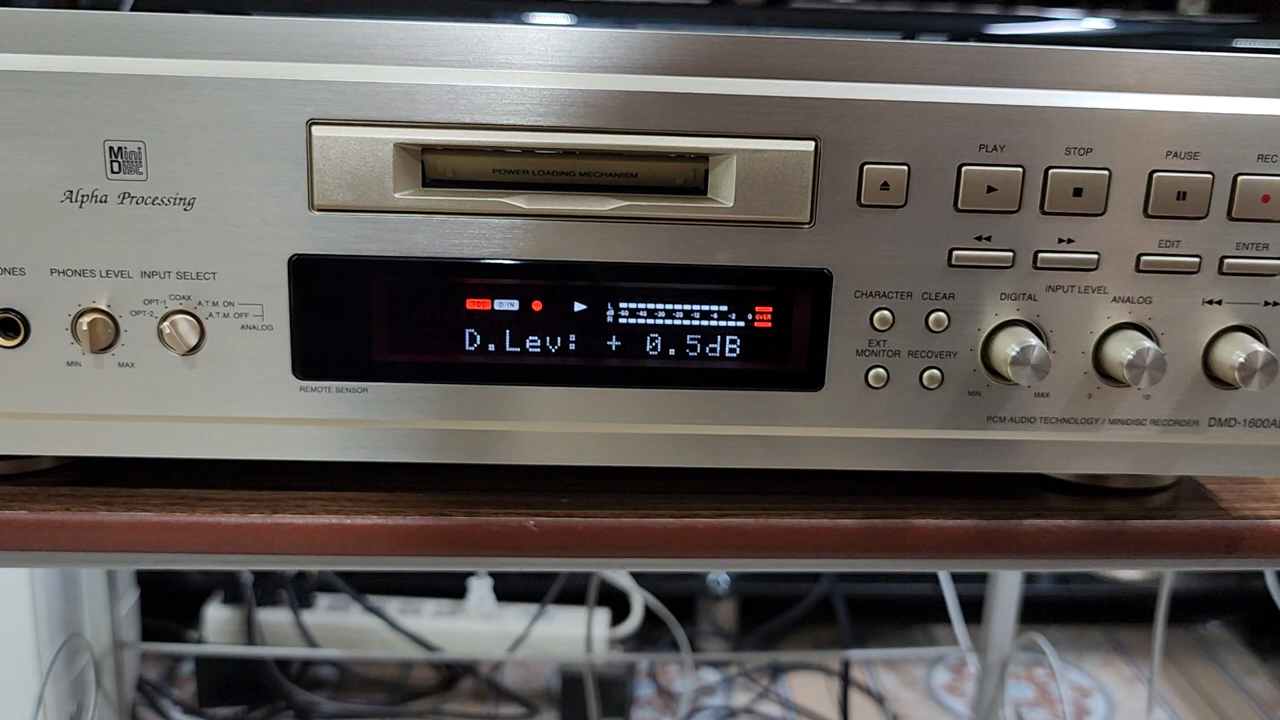 Mini
Disc
Alpha Processing
POWER LOADING MECHANISM
PLAY
STOP
PAUSE
REC
EDIT
ENTER
ONES
PHONES LEVEL
INPUT SELECT
OPT-1
COAX
A.T.M. ON
OPT-2
A.T.M. OFF
ANALOG
MIN
MAX
TOC
D.IN
L
dB -60 -40 -30 -20 -12 -6 -2 0 OVER
R
D.Lev: + 0.5dB
REMOTE SENSOR
CHARACTER
CLEAR
EXT.
MONITOR
RECOVERY
INPUT LEVEL
DIGITAL
ANALOG
MIN
MAX
0
10
PCM AUDIO TECHNOLOGY / MINIDISC RECORDER
DMD-1600AL